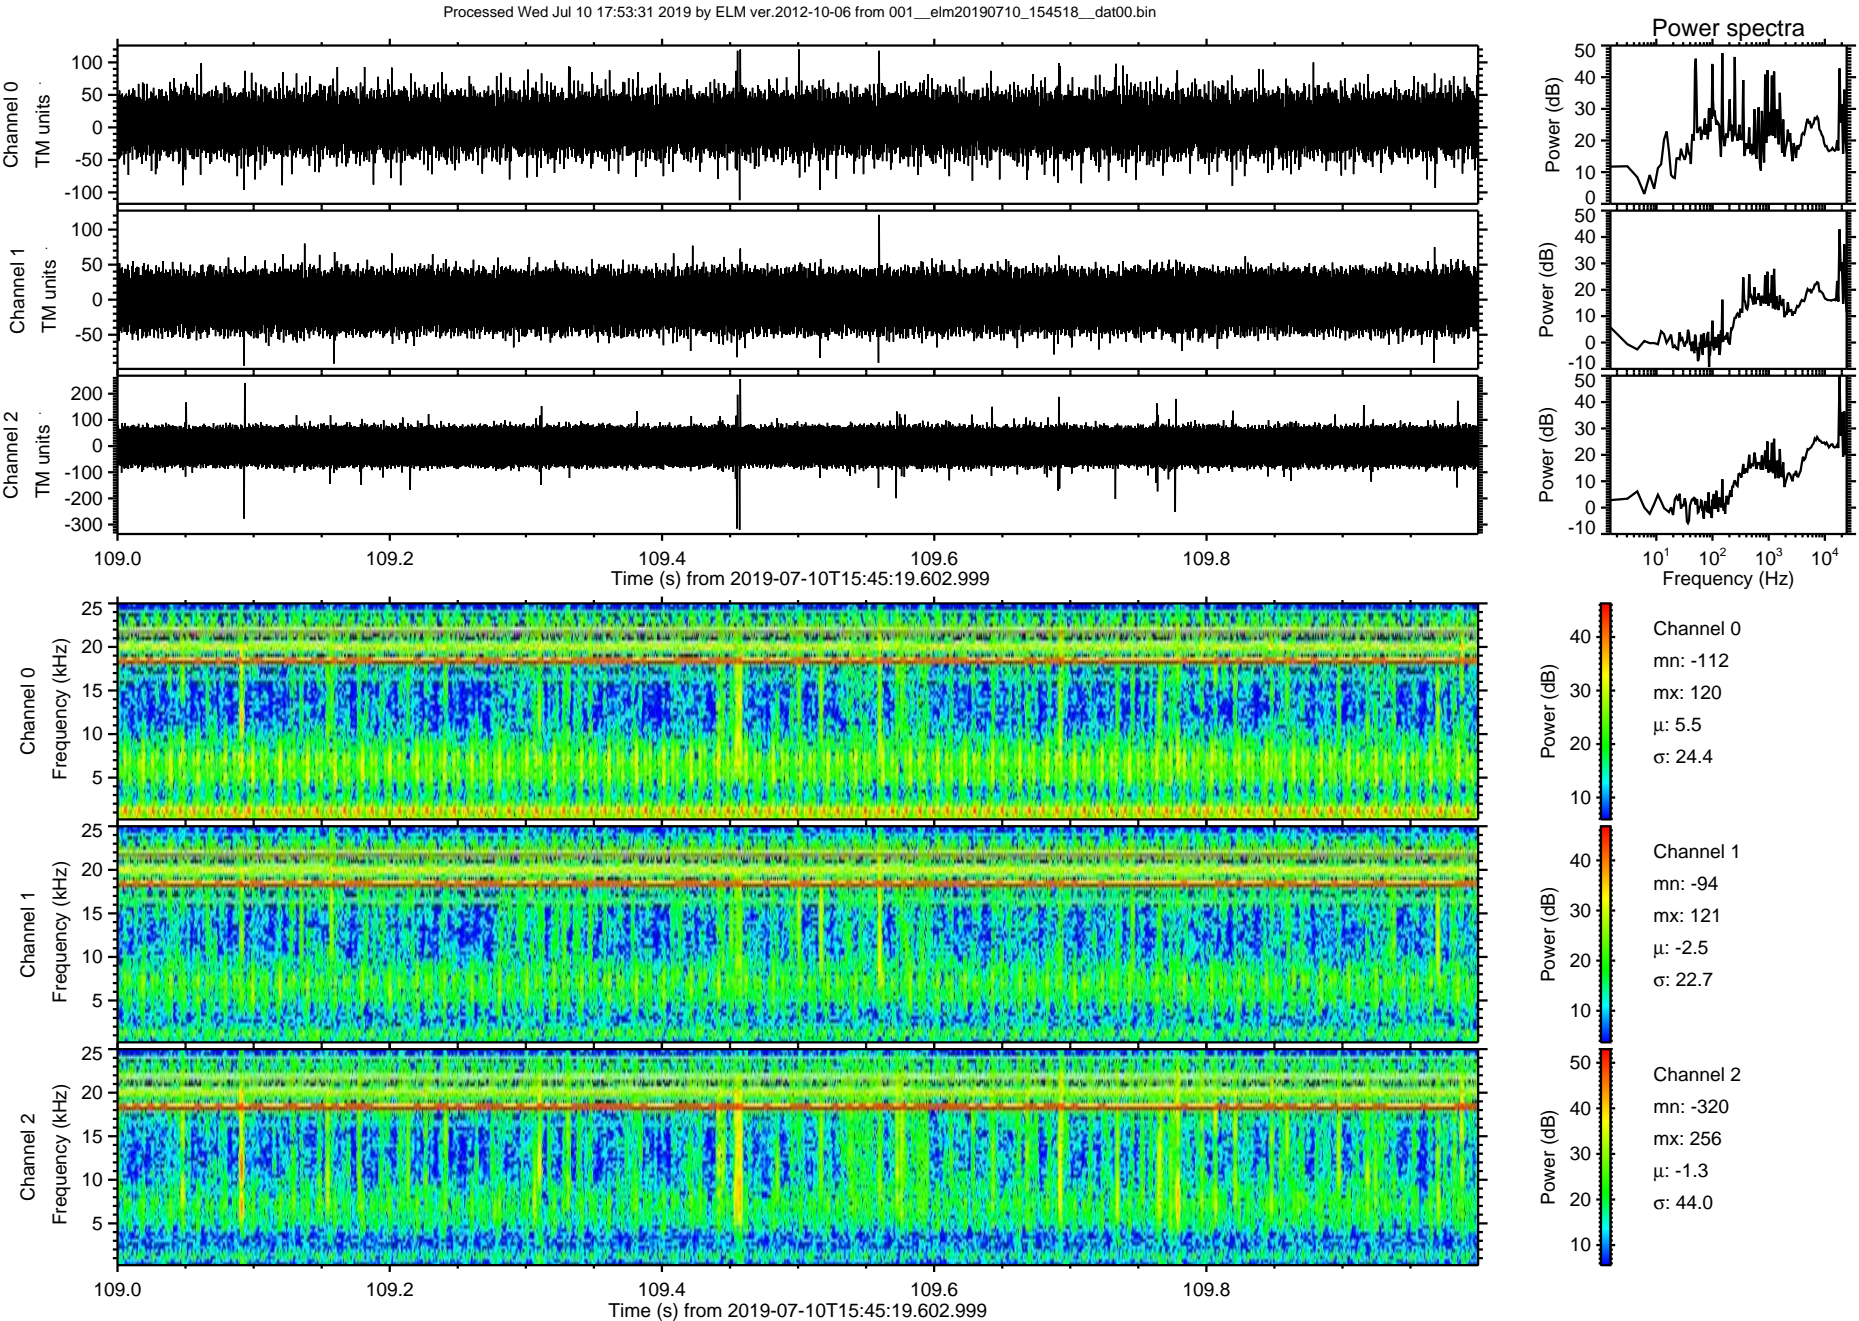 Processed Wed Jul 10 17:53:31 2019 by ELM ver.2012-10-06 from 001__elm20190710_154518__dat00.bin
Power spectra
Channel 0
TM units
100
50
0
-50
-100
Power (dB)
50
40
30
20
10
0
Channel 1
TM units
100
50
0
-50
Power (dB)
50
40
30
20
10
0
-10
Channel 2
TM units
200
100
0
-100
-200
-300
Power (dB)
50
40
30
20
10
0
-10
109.0 109.2 109.4 109.6 109.8
Time (s) from 2019-07-10T15:45:19.602.999
10¹ 10² 10³ 10⁴
Frequency (Hz)
Channel 0
Frequency (kHz)
25
20
15
10
5
Power (dB)
40
30
20
10
Channel 0
mn: -112
mx: 120
μ: 5.5
σ: 24.4
Channel 1
Frequency (kHz)
25
20
15
10
5
Power (dB)
40
30
20
10
Channel 1
mn: -94
mx: 121
μ: -2.5
σ: 22.7
Channel 2
Frequency (kHz)
25
20
15
10
5
Power (dB)
50
40
30
20
10
Channel 2
mn: -320
mx: 256
μ: -1.3
σ: 44.0
109.0 109.2 109.4 109.6 109.8
Time (s) from 2019-07-10T15:45:19.602.999